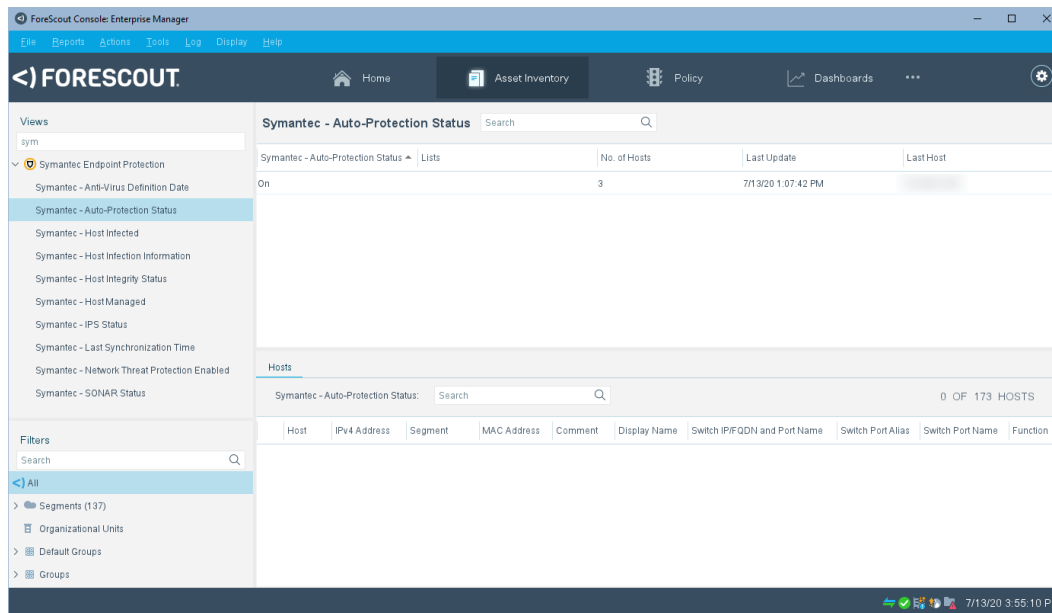 ForeScout Console: Enterprise Manager
File Reports Actions Tools Log Display Help
<) FORESCOUT. Home Asset Inventory Policy Dashboards •••
Views
sym
Symantec Endpoint Protection
Symantec - Anti-Virus Definition Date
Symantec - Auto-Protection Status
Symantec - Host Infected
Symantec - Host Infection Information
Symantec - Host Integrity Status
Symantec - Host Managed
Symantec - IPS Status
Symantec - Last Synchronization Time
Symantec - Network Threat Protection Enabled
Symantec - SONAR Status
Filters
Search
All
Segments (137)
Organizational Units
Default Groups
Groups
Symantec - Auto-Protection Status Search
Symantec - Auto-Protection Status Lists No. of Hosts Last Update Last Host
On 3 7/13/20 1:07:42 PM
Hosts
Symantec - Auto-Protection Status: Search 0 OF 173 HOSTS
Host IPv4 Address Segment MAC Address Comment Display Name Switch IP/FQDN and Port Name Switch Port Alias Switch Port Name Function
7/13/20 3:55:10 P